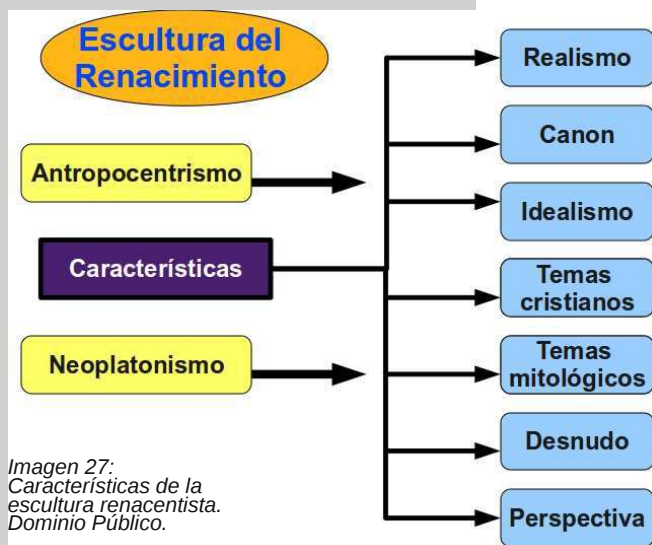 Escultura del
Renacimiento
Antropocentrismo
Características
Neoplatonismo
Realismo
Canon
Idealismo
Temas
cristianos
Temas
mitológicos
Desnudo
Perspectiva
Imagen 27:
Características de la
escultura renacentista.
Dominio Público.